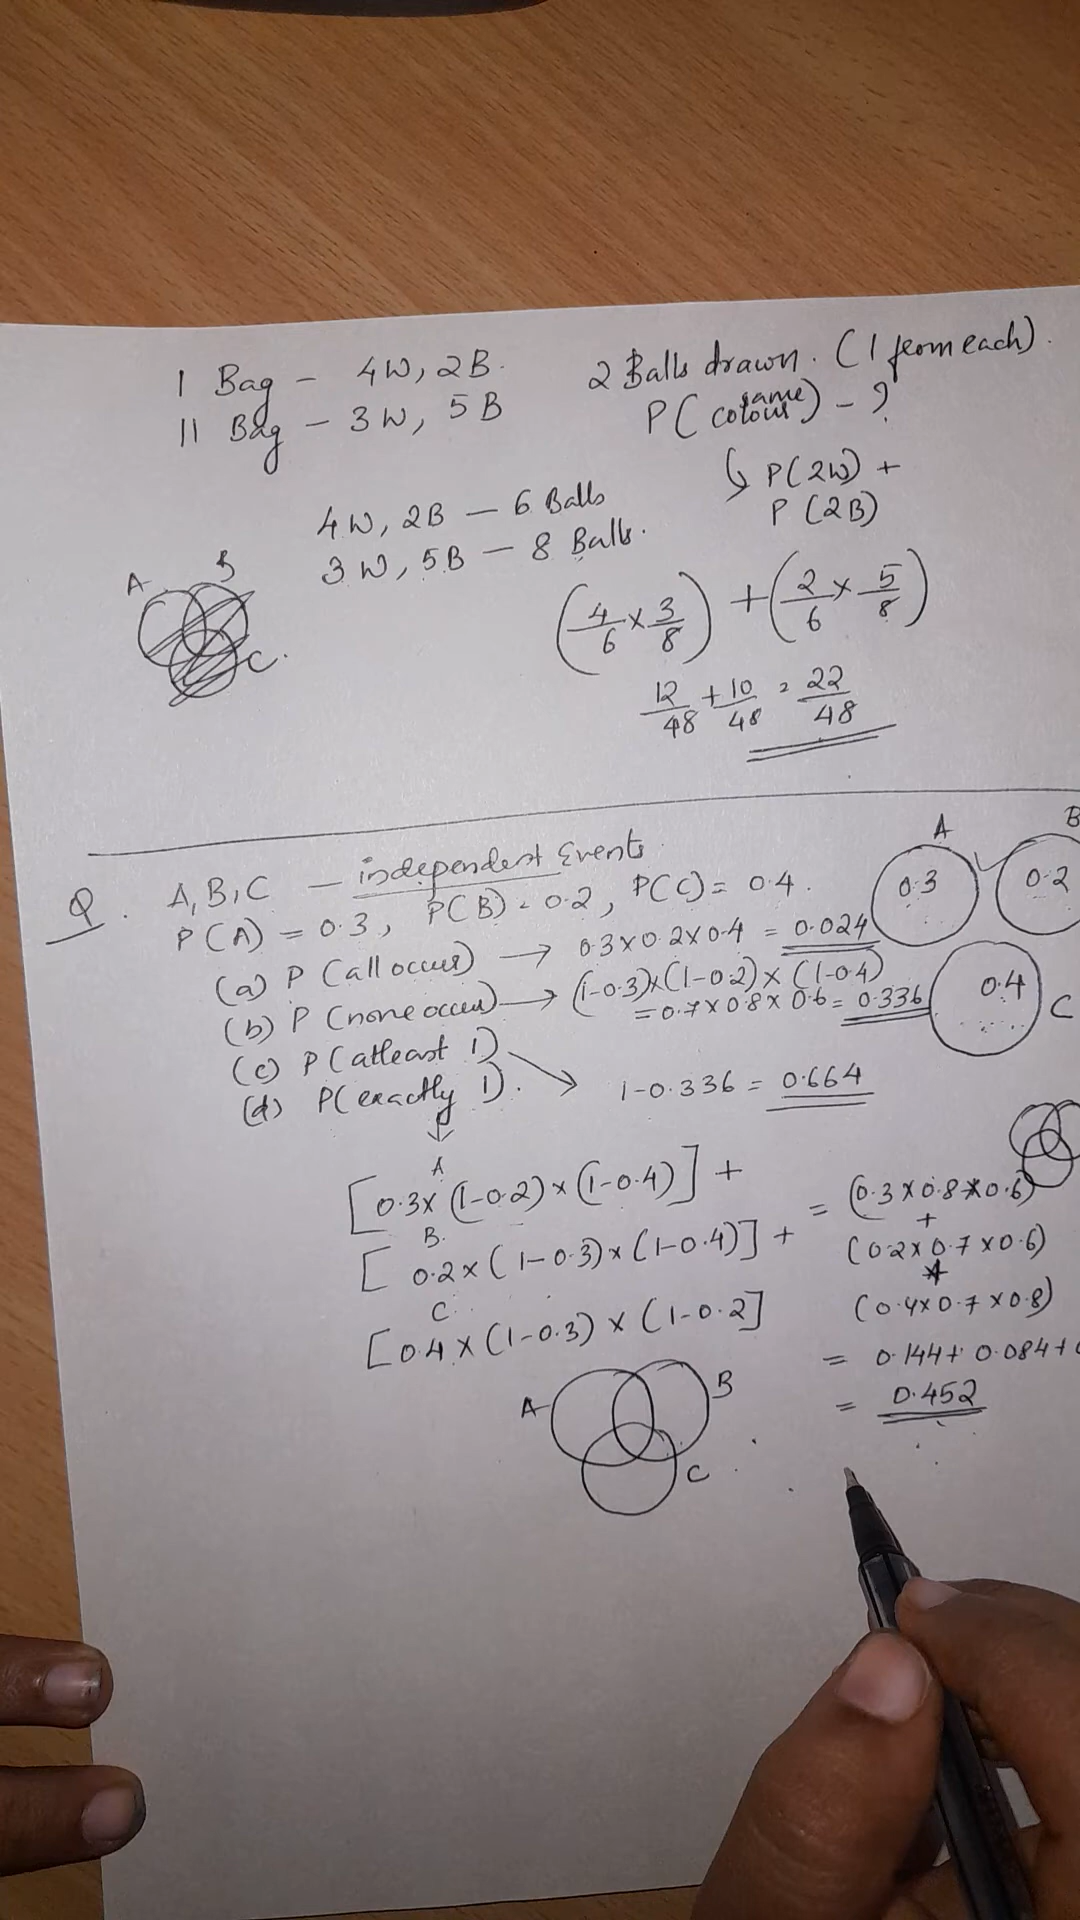 I Bag - 4W, 2B.
II Bag - 3W, 5B
2 Balls drawn. (1 from each).
P(same colour) - ?
↳ P(2W) +
P(2B)
4W, 2B — 6 Balls
3W, 5B — 8 Balls.
A B
C.
(4/6 × 3/8) + (2/6 × 5/8)
12/48 + 10/48 = 22/48
Q. A, B, C — independent Events.
P(A) = 0.3, P(B) = 0.2, P(C) = 0.4.
A B
0.3 0.2
0.4 C
(a) P(all occur) → 0.3×0.2×0.4 = 0.024
(b) P(none occur) → (1-0.3)×(1-0.2)×(1-0.4)
= 0.7×0.8×0.6 = 0.336
(c) P(atleast 1) → 1-0.336 = 0.664
(d) P(exactly 1).
↓
A
[0.3×(1-0.2)×(1-0.4)] +
B.
[0.2×(1-0.3)×(1-0.4)] +
C.
[0.4×(1-0.3)×(1-0.2]
= (0.3×0.8×0.6)
+
(0.2×0.7×0.6)
+
(0.4×0.7×0.8)
= 0.144+0.084+
= 0.452
A B
C